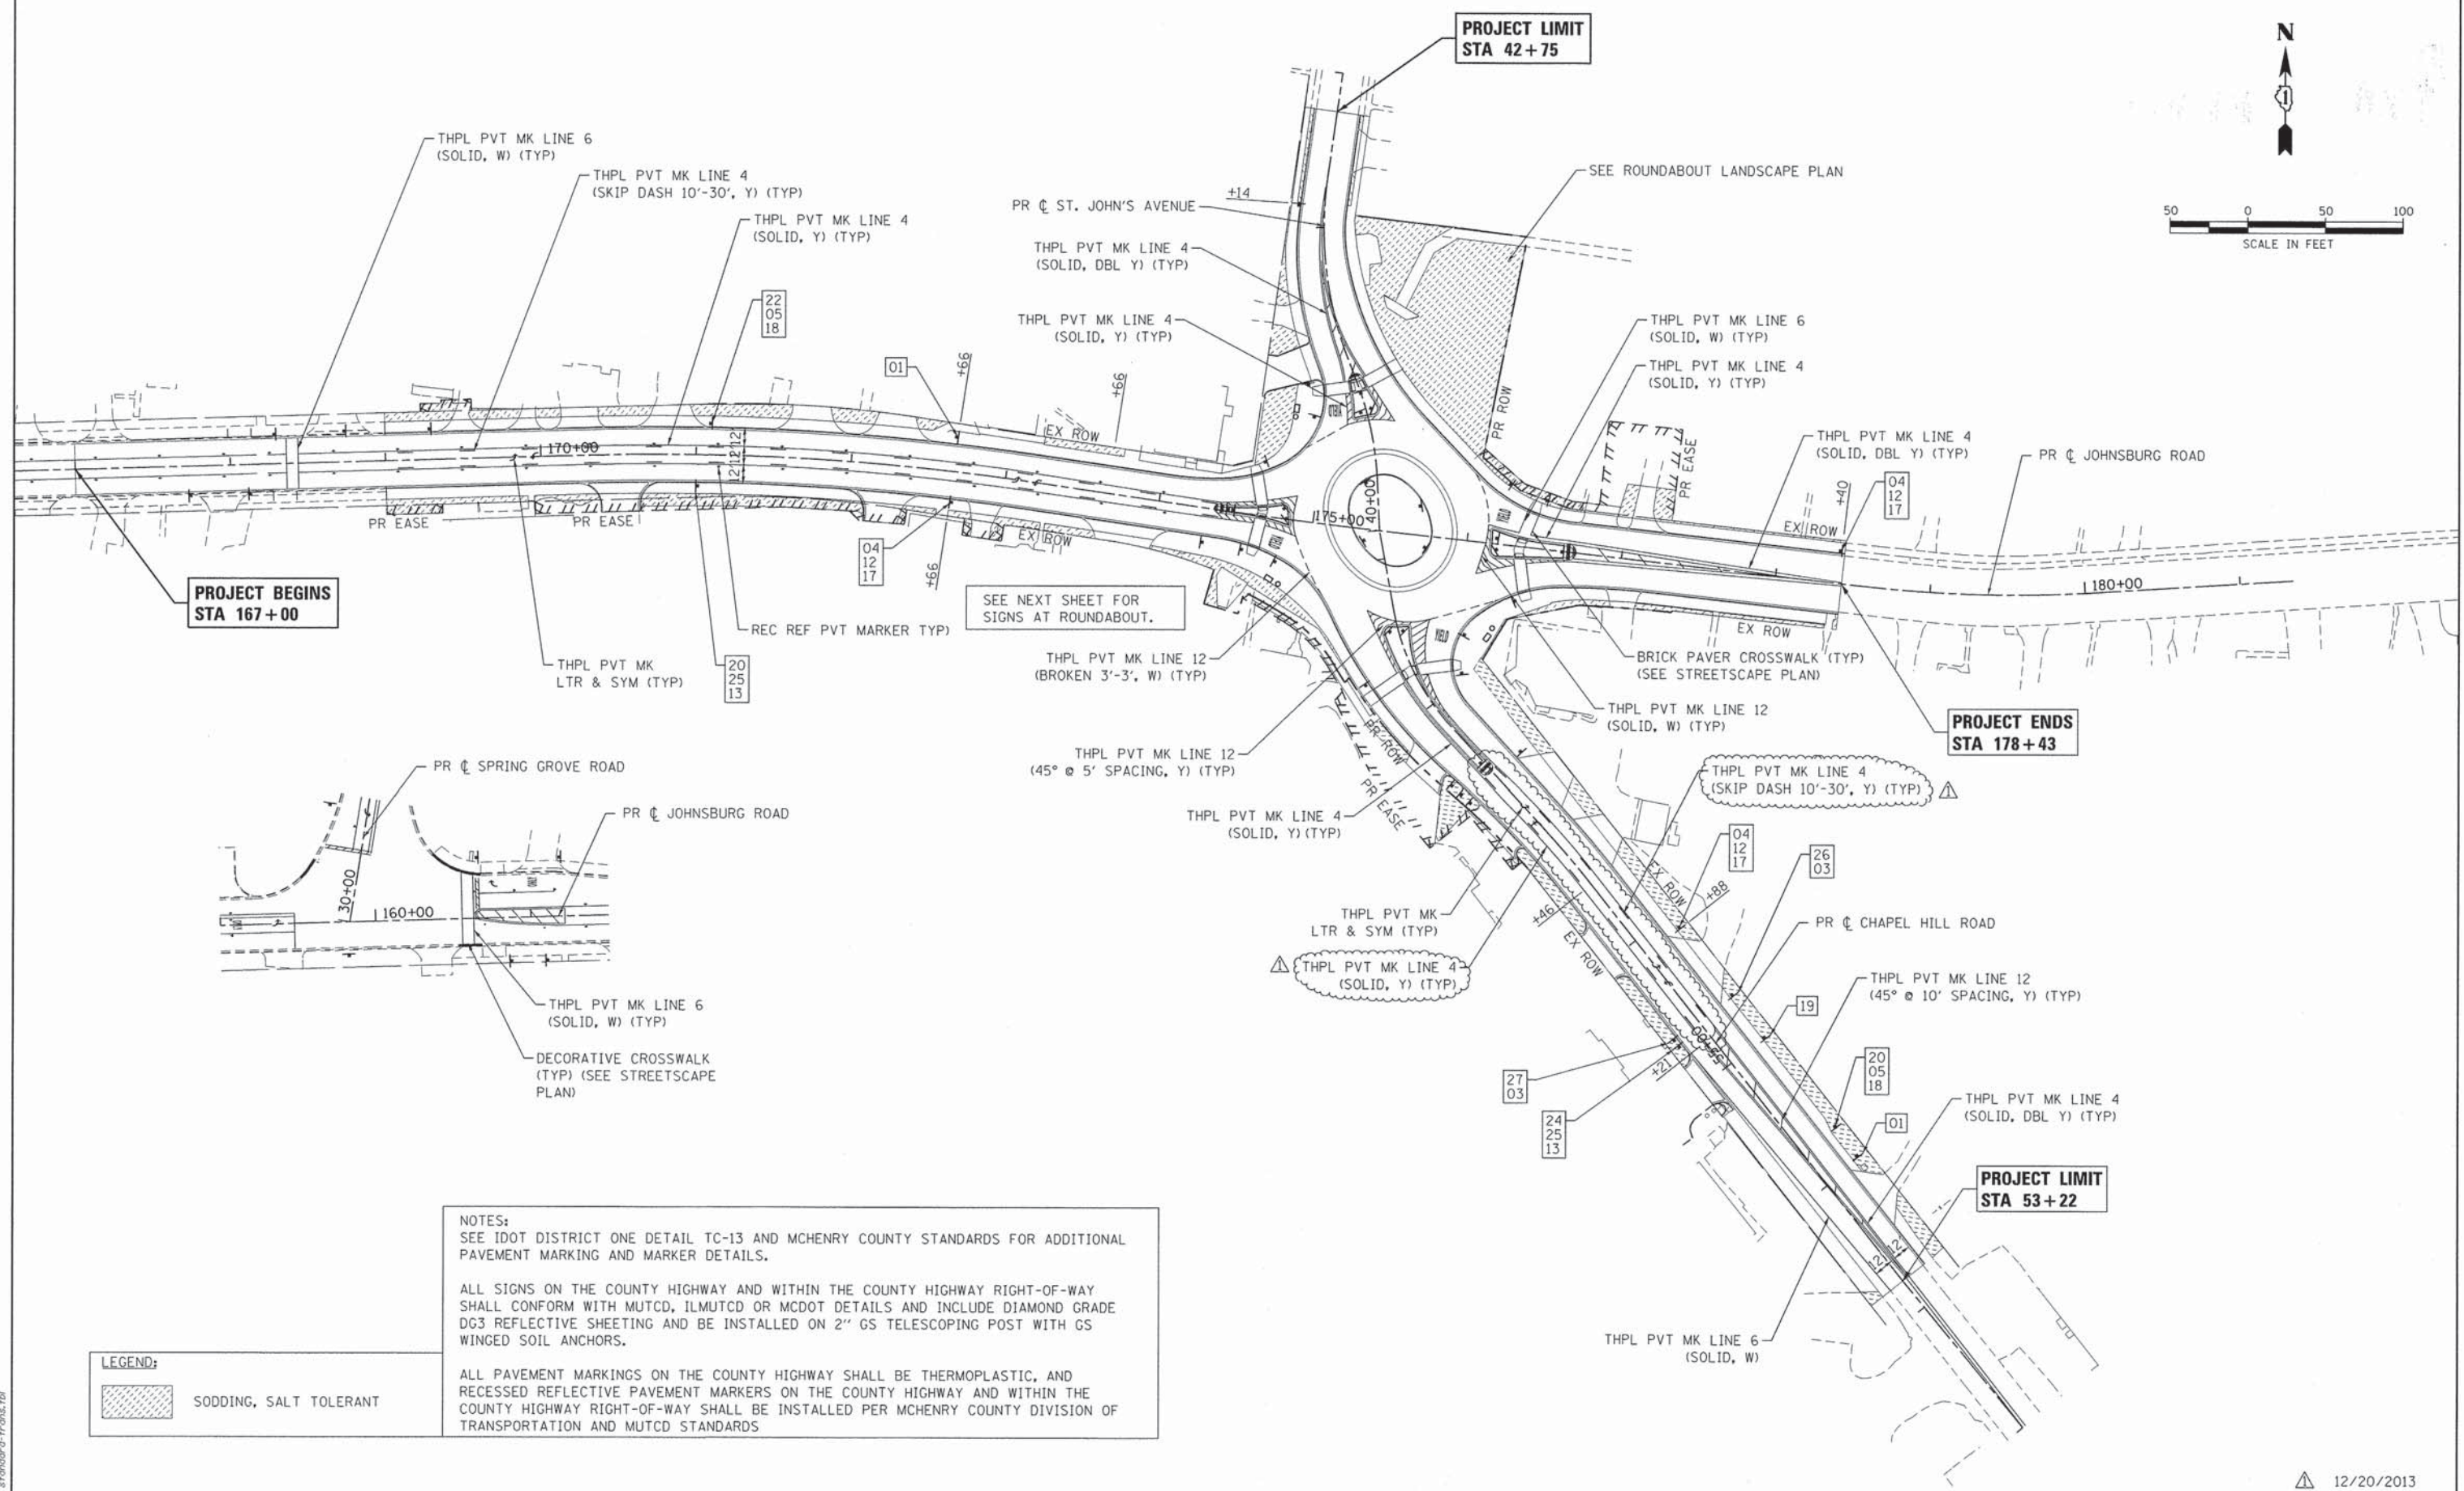 PROJECT LIMIT
STA 42+75
N
1
50 0 50 100
SCALE IN FEET
THPL PVT MK LINE 6
(SOLID, W) (TYP)
THPL PVT MK LINE 4
(SKIP DASH 10'-30', Y) (TYP)
THPL PVT MK LINE 4
(SOLID, Y) (TYP)
22
05
18
01
+66
+66
+14
PR ℄ ST. JOHN'S AVENUE
THPL PVT MK LINE 4
(SOLID, DBL Y) (TYP)
THPL PVT MK LINE 4
(SOLID, Y) (TYP)
SEE ROUNDABOUT LANDSCAPE PLAN
THPL PVT MK LINE 6
(SOLID, W) (TYP)
THPL PVT MK LINE 4
(SOLID, Y) (TYP)
PR ROW
PR EASE
THPL PVT MK LINE 4
(SOLID, DBL Y) (TYP)
PR ℄ JOHNSBURG ROAD
+40
04
12
17
EX ROW
EX ROW
170+00
12'
12'
12'
YIELD
YIELD
YIELD
YIELD
175+00
40+00
180+00
PR EASE
PR EASE
EX ROW
EX ROW
04
12
17
+66
PROJECT BEGINS
STA 167+00
SEE NEXT SHEET FOR
SIGNS AT ROUNDABOUT.
REC REF PVT MARKER TYP)
THPL PVT MK
LTR & SYM (TYP)
20
25
13
THPL PVT MK LINE 12
(BROKEN 3'-3', W) (TYP)
BRICK PAVER CROSSWALK (TYP)
(SEE STREETSCAPE PLAN)
THPL PVT MK LINE 12
(SOLID, W) (TYP)
PROJECT ENDS
STA 178+43
THPL PVT MK LINE 12
(45° @ 5' SPACING, Y) (TYP)
PR ROW
PR EASE
THPL PVT MK LINE 4
(SOLID, Y) (TYP)
THPL PVT MK LINE 4
(SKIP DASH 10'-30', Y) (TYP)
1
PR ℄ SPRING GROVE ROAD
PR ℄ JOHNSBURG ROAD
30+00
160+00
THPL PVT MK LINE 6
(SOLID, W) (TYP)
DECORATIVE CROSSWALK
(TYP) (SEE STREETSCAPE
PLAN)
04
12
17
26
03
EX ROW
+88
+46
EX ROW
THPL PVT MK
LTR & SYM (TYP)
1
THPL PVT MK LINE 4
(SOLID, Y) (TYP)
PR ℄ CHAPEL HILL ROAD
THPL PVT MK LINE 12
(45° @ 10' SPACING, Y) (TYP)
19
55+00
+21
27
03
24
25
13
20
05
18
01
THPL PVT MK LINE 4
(SOLID, DBL Y) (TYP)
PROJECT LIMIT
STA 53+22
THPL PVT MK LINE 6
(SOLID, W)
NOTES:
SEE IDOT DISTRICT ONE DETAIL TC-13 AND MCHENRY COUNTY STANDARDS FOR ADDITIONAL
PAVEMENT MARKING AND MARKER DETAILS.
ALL SIGNS ON THE COUNTY HIGHWAY AND WITHIN THE COUNTY HIGHWAY RIGHT-OF-WAY
SHALL CONFORM WITH MUTCD, ILMUTCD OR MCDOT DETAILS AND INCLUDE DIAMOND GRADE
DG3 REFLECTIVE SHEETING AND BE INSTALLED ON 2" GS TELESCOPING POST WITH GS
WINGED SOIL ANCHORS.
ALL PAVEMENT MARKINGS ON THE COUNTY HIGHWAY SHALL BE THERMOPLASTIC, AND
RECESSED REFLECTIVE PAVEMENT MARKERS ON THE COUNTY HIGHWAY AND WITHIN THE
COUNTY HIGHWAY RIGHT-OF-WAY SHALL BE INSTALLED PER MCHENRY COUNTY DIVISION OF
TRANSPORTATION AND MUTCD STANDARDS
LEGEND:
SODDING, SALT TOLERANT
1 12/20/2013